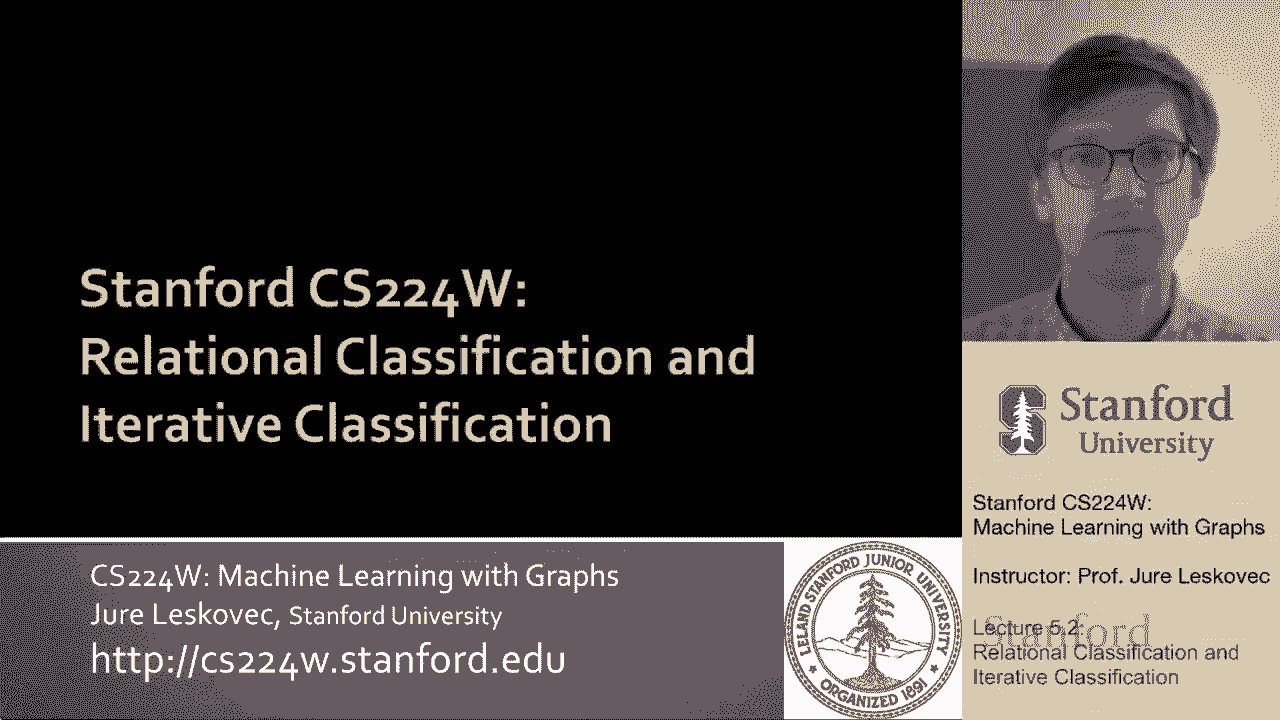 Stanford CS224W:
Relational Classification and
Iterative Classification
CS224W: Machine Learning with Graphs
Jure Leskovec, Stanford University
http://cs224w.stanford.edu
LELAND STANFORD JUNIOR UNIVERSITY
ORGANIZED 1891
Stanford
University
Stanford CS224W:
Machine Learning with Graphs
Instructor: Prof. Jure Leskovec
Lecture 5.2
Stanford
Relational Classification and
Iterative Classification